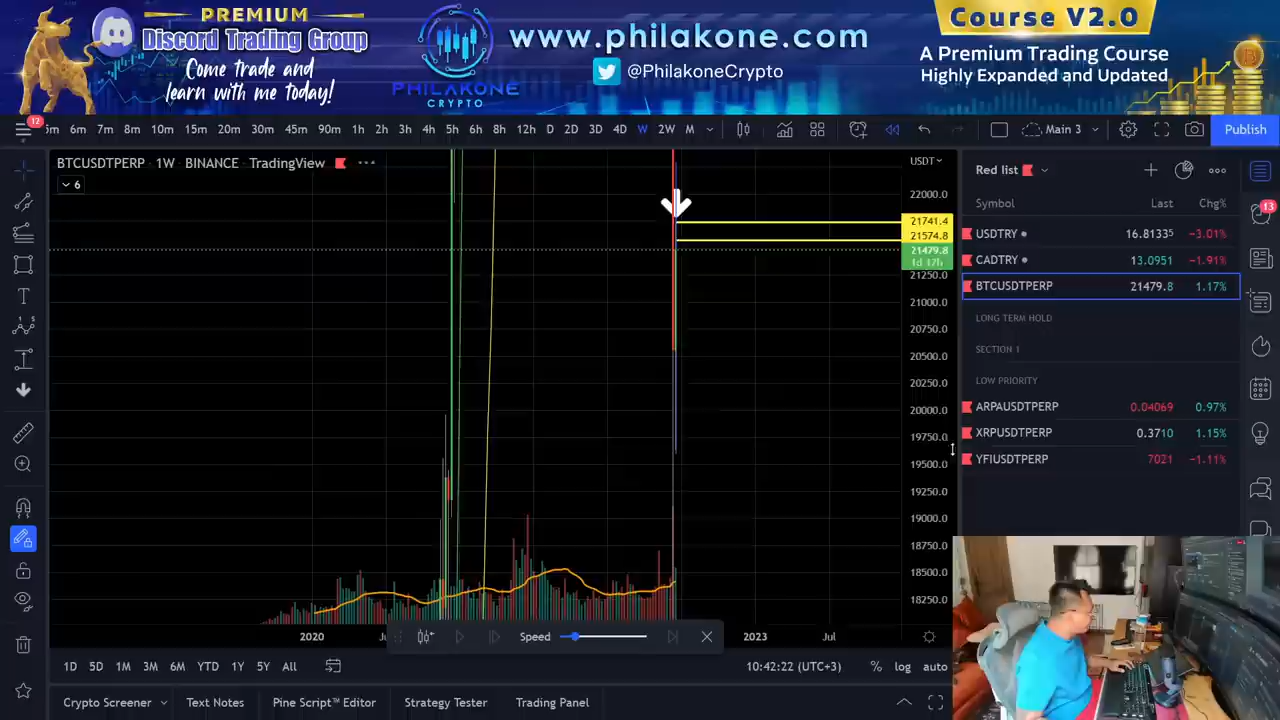 PREMIUM
Discord Trading Group
Come trade and
learn with me today!
PHILAKONE
CRYPTO
www.philakone.com
@PhilakoneCrypto
Course V2.0
A Premium Trading Course
Highly Expanded and Updated
12
5m 6m 7m 8m 10m 15m 20m 30m 45m 90m 1h 2h 3h 4h 5h 6h 8h 12h D 2D 3D 4D W 2W M
Main 3
Publish
BTCUSDTPERP · 1W · BINANCE · TradingView
6
USDT
22000.0
21741.4
21574.8
21479.8
1d 17h
21250.0
21000.0
20750.0
20500.0
20250.0
20000.0
19750.0
19500.0
19250.0
19000.0
18750.0
18500.0
18250.0
2020
2023
Jul
Speed
Red list
Symbol Last Chg%
USDTRY 16.8133⁵ −3.01%
CADTRY 13.0951 −1.91%
BTCUSDTPERP 21479.8 1.17%
LONG TERM HOLD
SECTION 1
LOW PRIORITY
ARPAUSDTPERP 0.04069 0.97%
XRPUSDTPERP 0.3710 1.15%
YFIUSDTPERP 7021 −1.11%
13
1D 5D 1M 3M 6M YTD 1Y 5Y All
10:42:22 (UTC+3)
% log auto
Crypto Screener
Text Notes
Pine Script™ Editor
Strategy Tester
Trading Panel